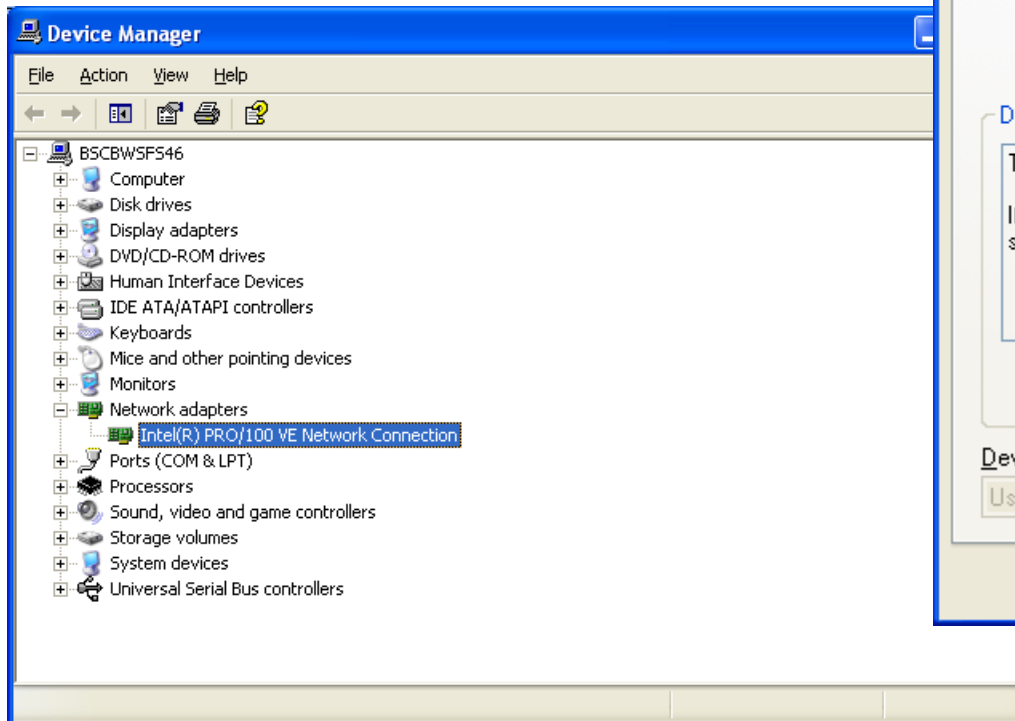 Device Manager
File Action View Help
BSCBWSFS46
Computer
Disk drives
Display adapters
DVD/CD-ROM drives
Human Interface Devices
IDE ATA/ATAPI controllers
Keyboards
Mice and other pointing devices
Monitors
Network adapters
Intel(R) PRO/100 VE Network Connection
Ports (COM & LPT)
Processors
Sound, video and game controllers
Storage volumes
System devices
Universal Serial Bus controllers